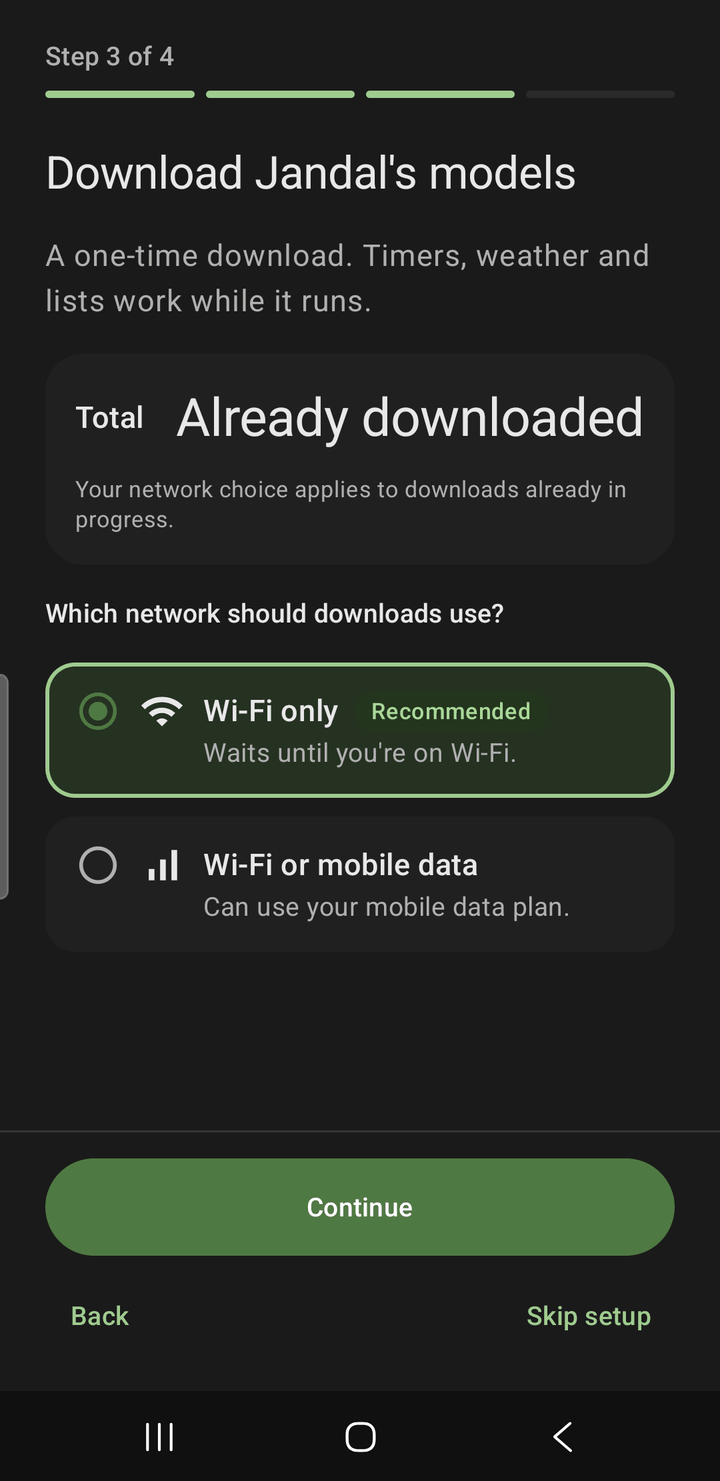 Step 3 of 4
Download Jandal's models
A one-time download. Timers, weather and
lists work while it runs.
Total Already downloaded
Your network choice applies to downloads already in
progress.
Which network should downloads use?
Wi-Fi only Recommended
Waits until you're on Wi-Fi.
Wi-Fi or mobile data
Can use your mobile data plan.
Continue
Back Skip setup